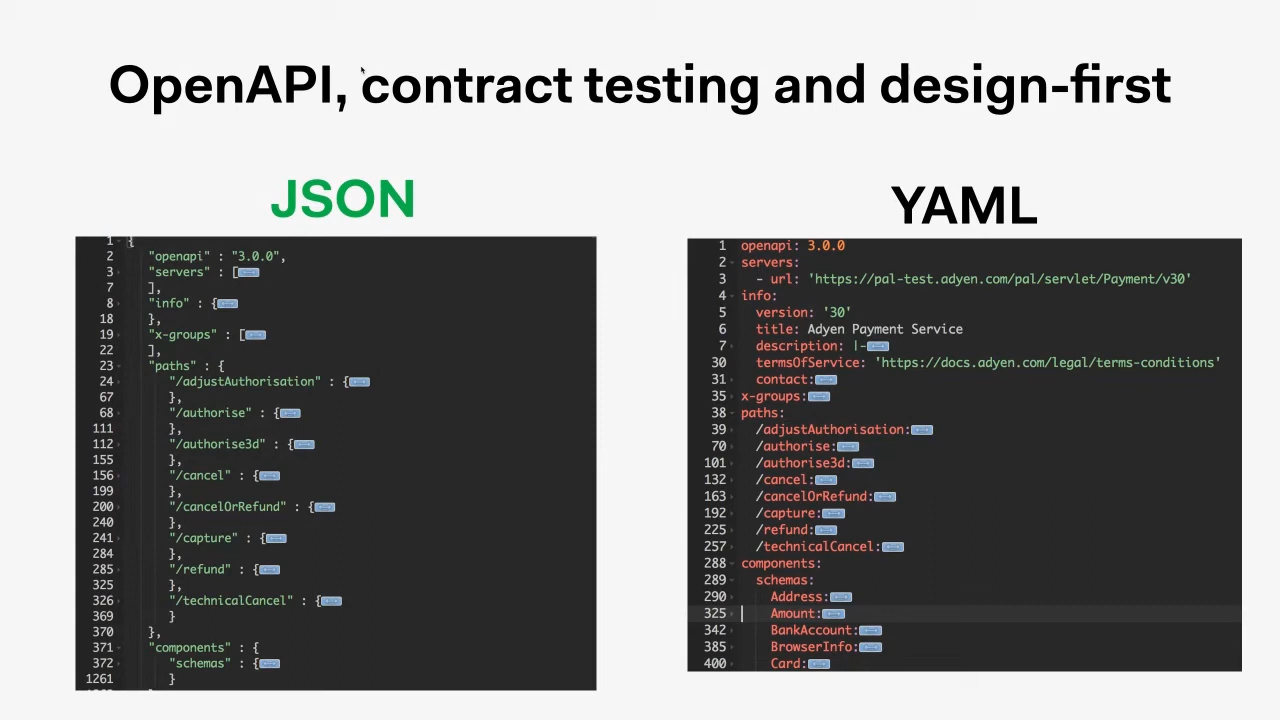 OpenAPI, contract testing and design-first
JSON
1 {
2 "openapi" : "3.0.0",
3 "servers" : [
7 ],
8 "info" : {
18 },
19 "x-groups" : [
22 ],
23 "paths" : {
24 "/adjustAuthorisation" : {
67 },
68 "/authorise" : {
111 },
112 "/authorise3d" : {
155 },
156 "/cancel" : {
199 },
200 "/cancelOrRefund" : {
240 },
241 "/capture" : {
284 },
285 "/refund" : {
325 },
326 "/technicalCancel" : {
369 }
370 },
371 "components" : {
372 "schemas" : {
1261 }
YAML
1 openapi: 3.0.0
2 servers:
3 - url: 'https://pal-test.adyen.com/pal/servlet/Payment/v30'
4 info:
5 version: '30'
6 title: Adyen Payment Service
7 description: |-
30 termsOfService: 'https://docs.adyen.com/legal/terms-conditions'
31 contact:
35 x-groups:
38 paths:
39 /adjustAuthorisation:
70 /authorise:
101 /authorise3d:
132 /cancel:
163 /cancelOrRefund:
192 /capture:
225 /refund:
257 /technicalCancel:
288 components:
289 schemas:
290 Address:
325 Amount:
342 BankAccount:
385 BrowserInfo:
400 Card: